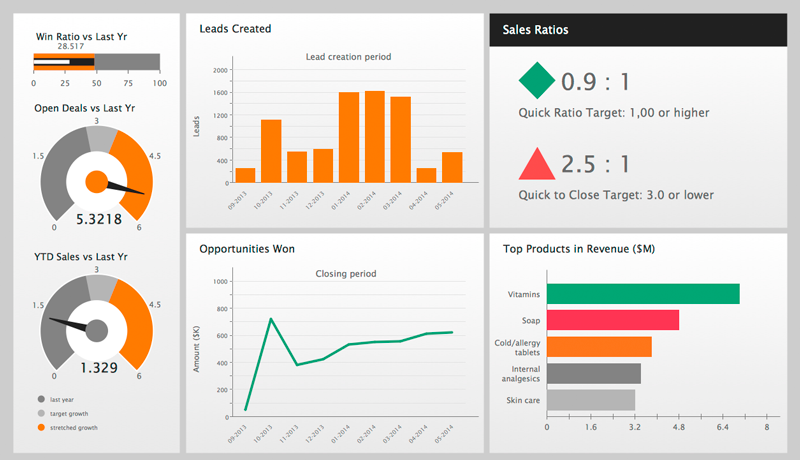 Win Ratio vs Last Yr
28.517
0 25 50 75 100
Open Deals vs Last Yr
3
1.5 4.5
5.3218
0 6
YTD Sales vs Last Yr
3
1.5 4.5
1.329
0 6
last year
target growth
stretched growth
Leads Created
Lead creation period
Leads
2000
1600
1200
800
400
0
09-2013 10-2013 11-2013 12-2013 01-2014 02-2014 03-2014 04-2014 05-2014
Opportunities Won
Closing period
Amount ($K)
1000
800
600
400
200
0
09-2013 10-2013 11-2013 12-2013 01-2014 02-2014 03-2014 04-2014 05-2014
Sales Ratios
0.9 : 1
Quick Ratio Target: 1,00 or higher
2.5 : 1
Quick to Close Target: 3.0 or lower
Top Products in Revenue ($M)
Vitamins
Soap
Cold/allergy
tablets
Internal
analgesics
Skin care
0 1.6 3.2 4.8 6.4 8